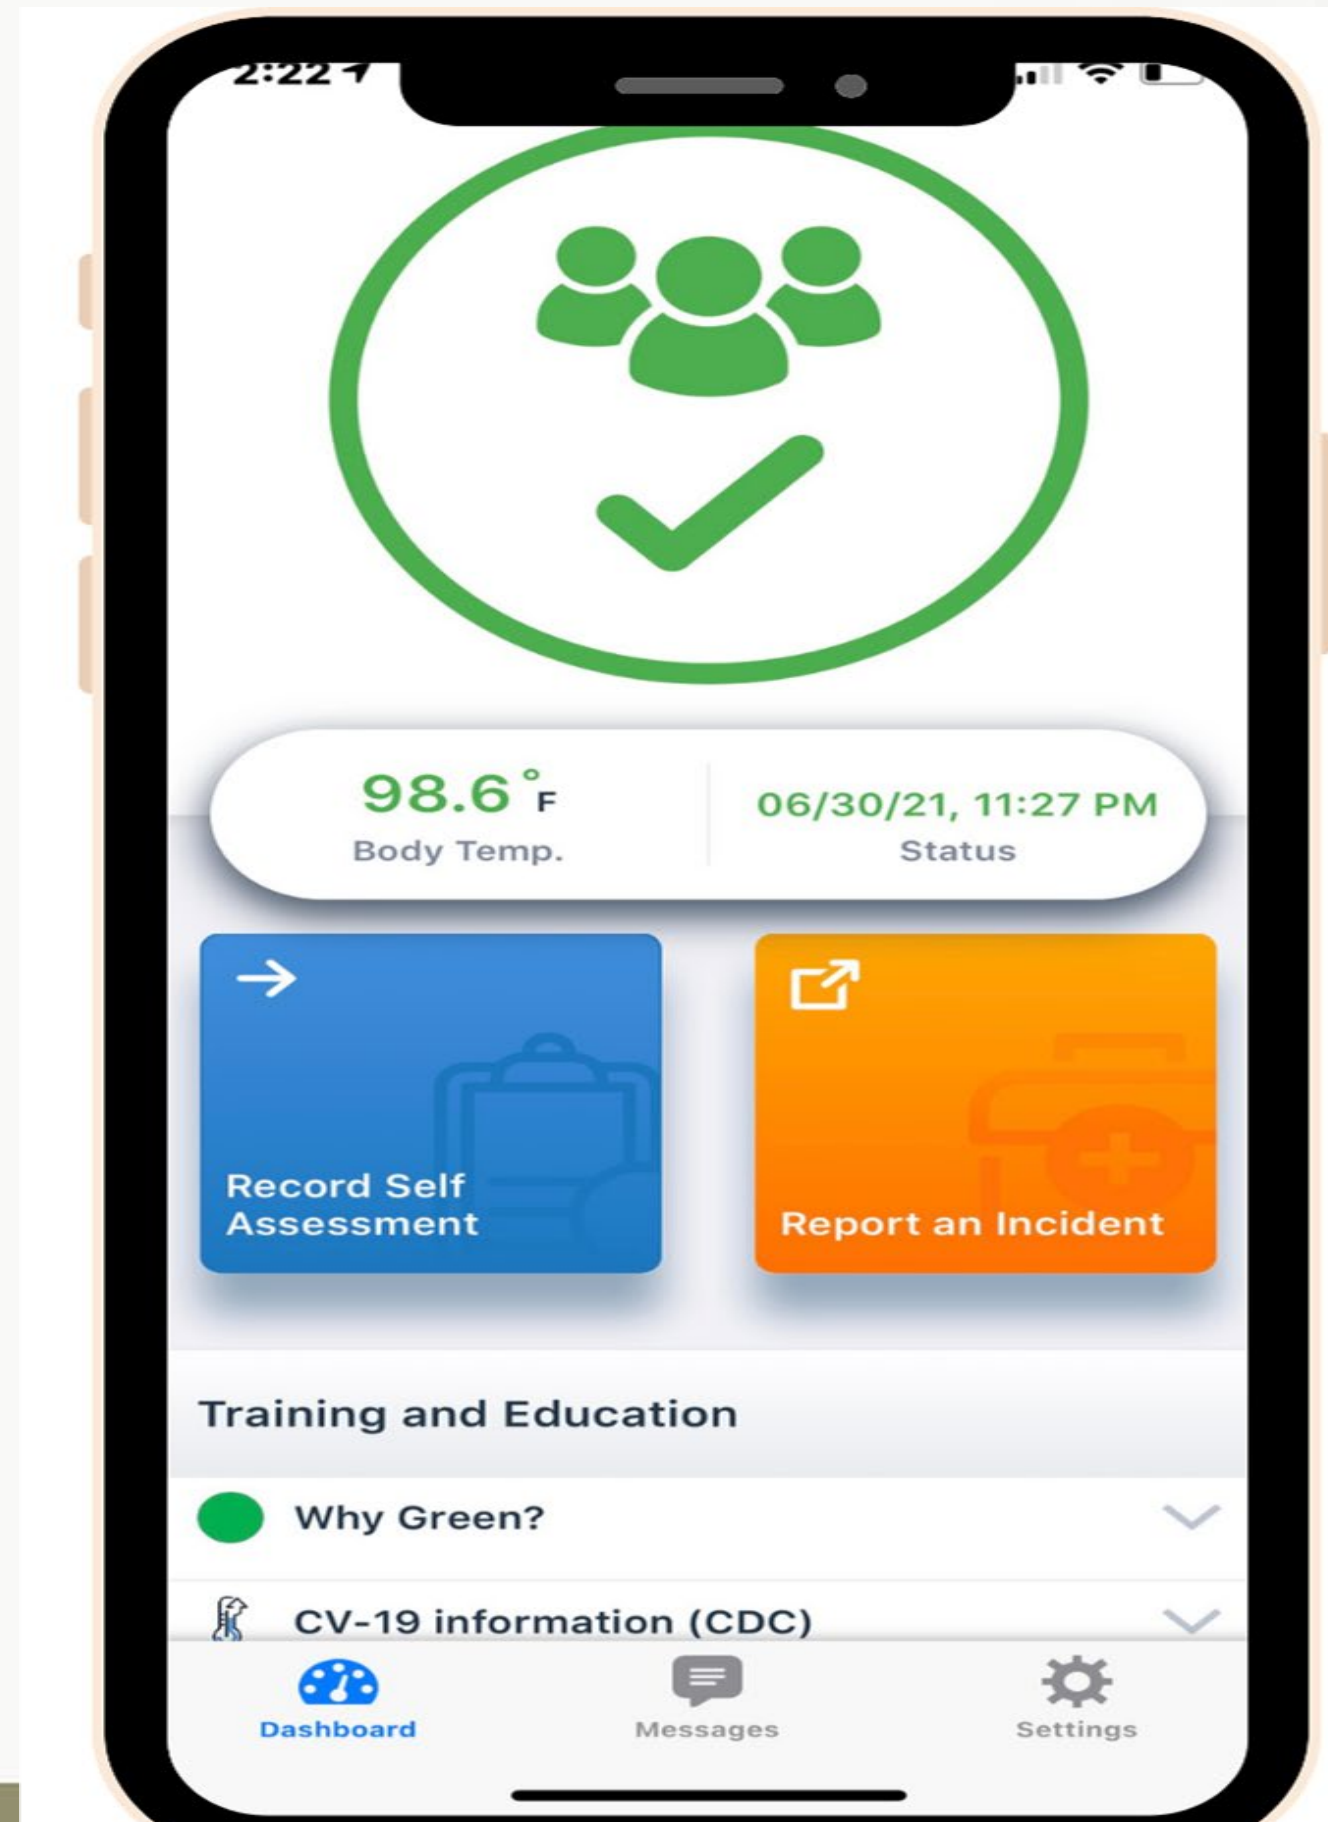 2:22
98.6°F
06/30/21, 11:27 PM
Body Temp.
Status
Record Self
Assessment
Report an Incident
Training and Education
Why Green?
CV-19 information (CDC)
Dashboard
Messages
Settings